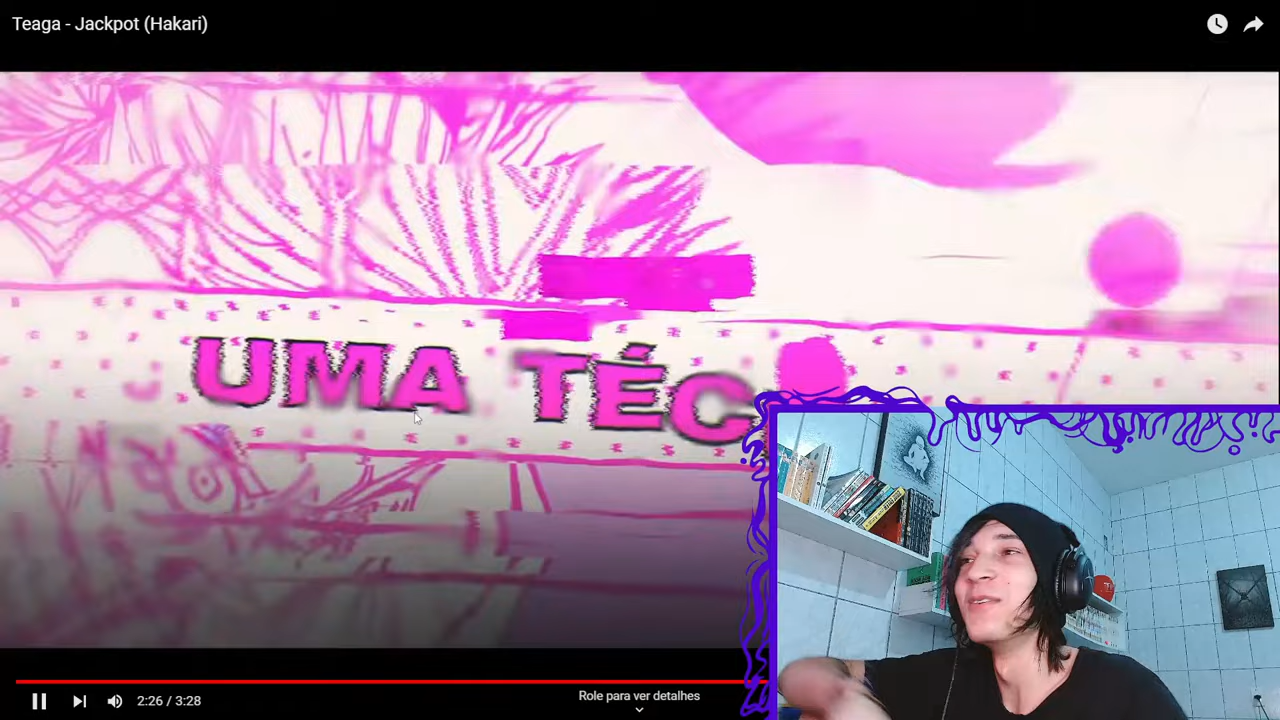 Teaga - Jackpot (Hakari)
UMA TÉC
2:26 / 3:28
Role para ver detalhes